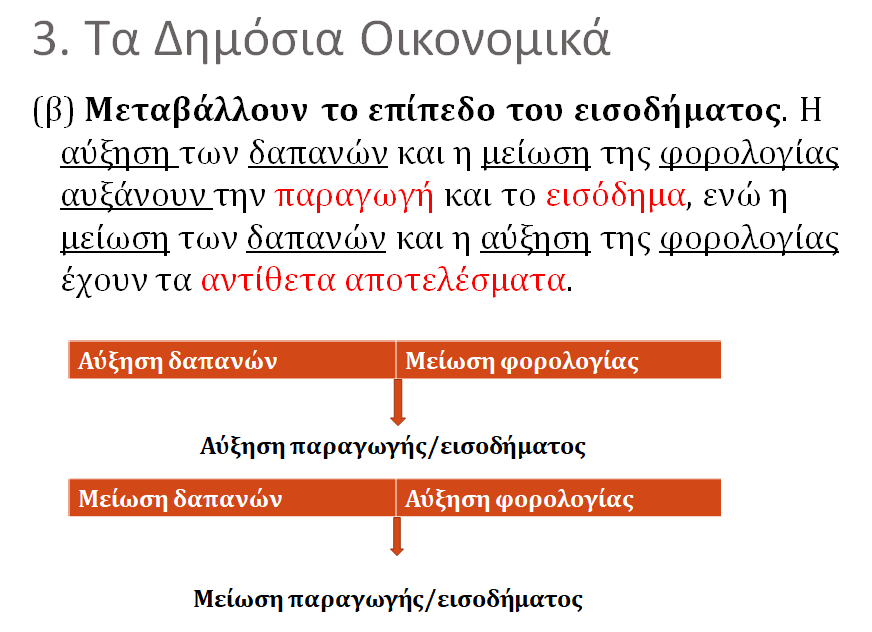 3. Τα Δημόσια Οικονομικά
(β) Μεταβάλλουν το επίπεδο του εισοδήματος. Η
αύξηση των δαπανών και η μείωση της φορολογίας
αυξάνουν την παραγωγή και το εισόδημα, ενώ η
μείωση των δαπανών και η αύξηση της φορολογίας
έχουν τα αντίθετα αποτελέσματα.
Αύξηση δαπανών Μείωση φορολογίας
Αύξηση παραγωγής/εισοδήματος
Μείωση δαπανών Αύξηση φορολογίας
Μείωση παραγωγής/εισοδήματος